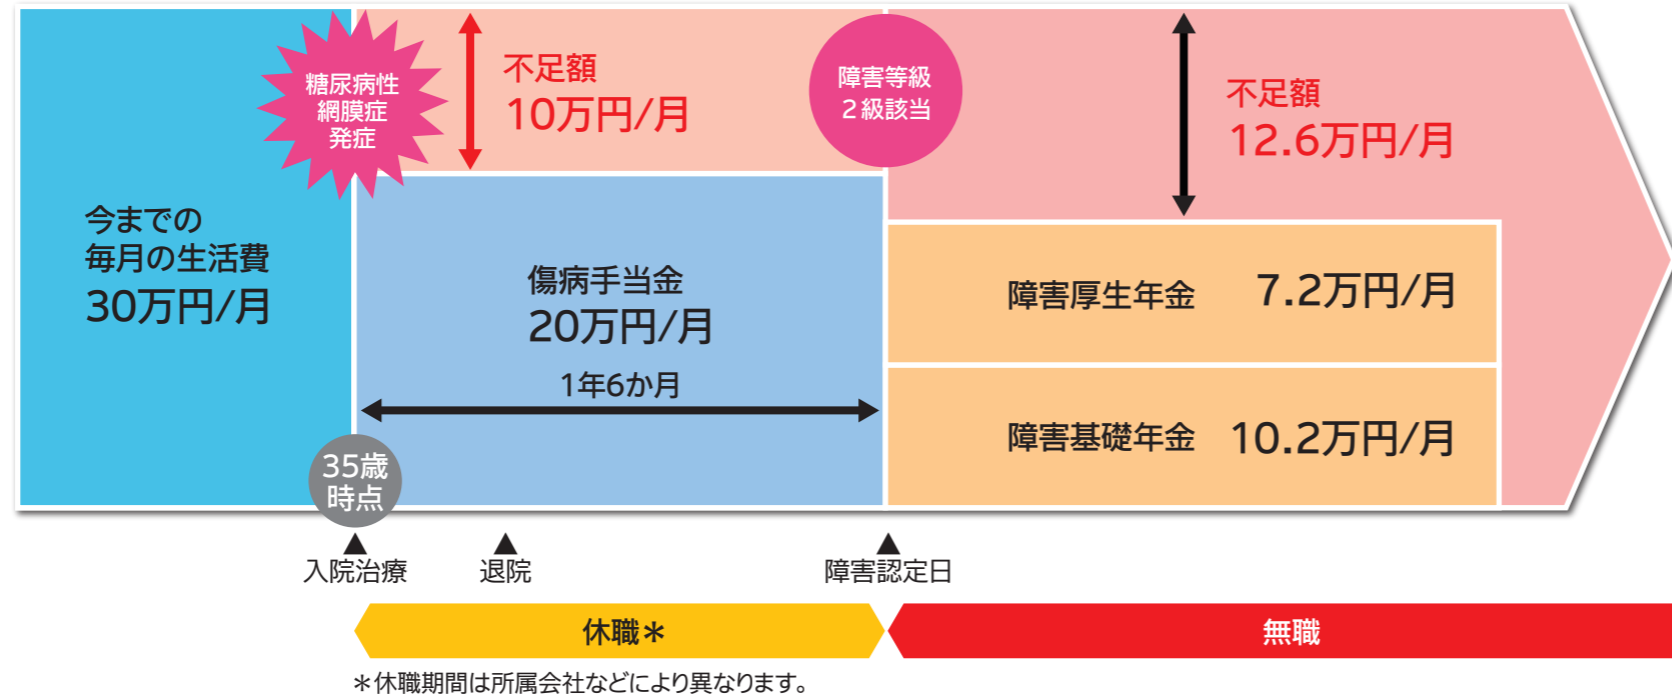 今までの
毎月の生活費
30万円/月
糖尿病性
網膜症
発症
35歳
時点
不足額
10万円/月
傷病手当金
20万円/月
1年6か月
障害等級
2級該当
不足額
12.6万円/月
障害厚生年金 7.2万円/月
障害基礎年金 10.2万円/月
▲ ▲ ▲
入院治療 退院 障害認定日
休職＊ 無職
＊休職期間は所属会社などにより異なります。